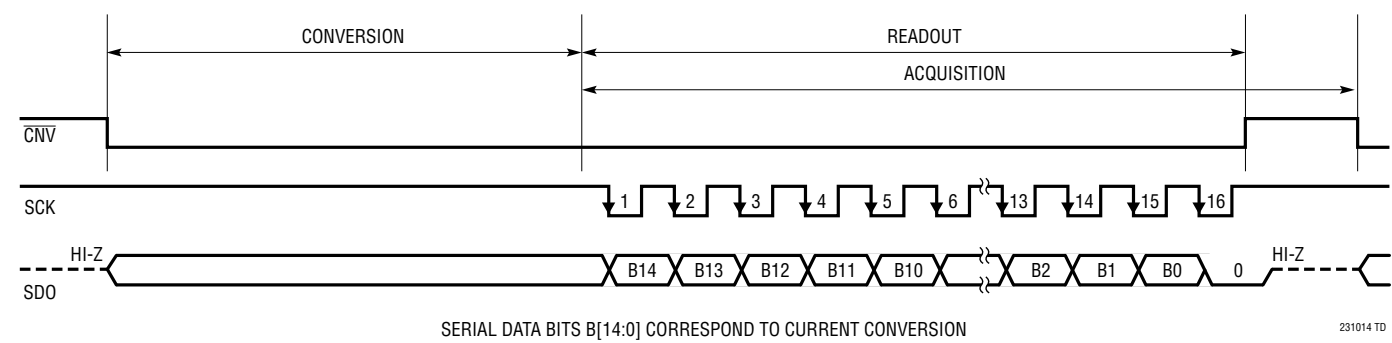 CONVERSION
READOUT
ACQUISITION
CNV
SCK
1 2 3 4 5 6 13 14 15 16
HI-Z
HI-Z
SDO
B14 B13 B12 B11 B10 B2 B1 B0 0
SERIAL DATA BITS B[14:0] CORRESPOND TO CURRENT CONVERSION
231014 TD